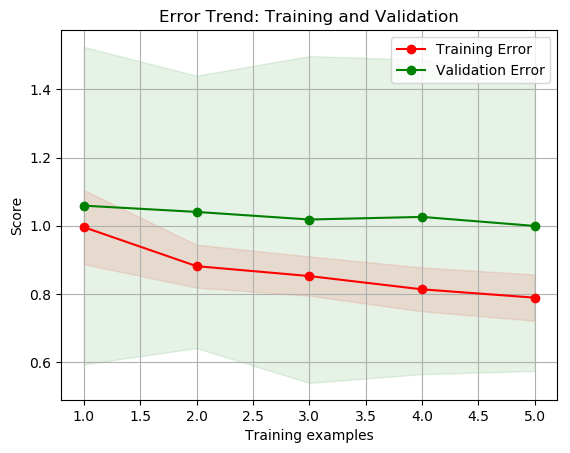 Error Trend: Training and Validation
Training Error
Validation Error
1.4
1.2
1.0
0.8
0.6
Score
1.0 1.5 2.0 2.5 3.0 3.5 4.0 4.5 5.0
Training examples